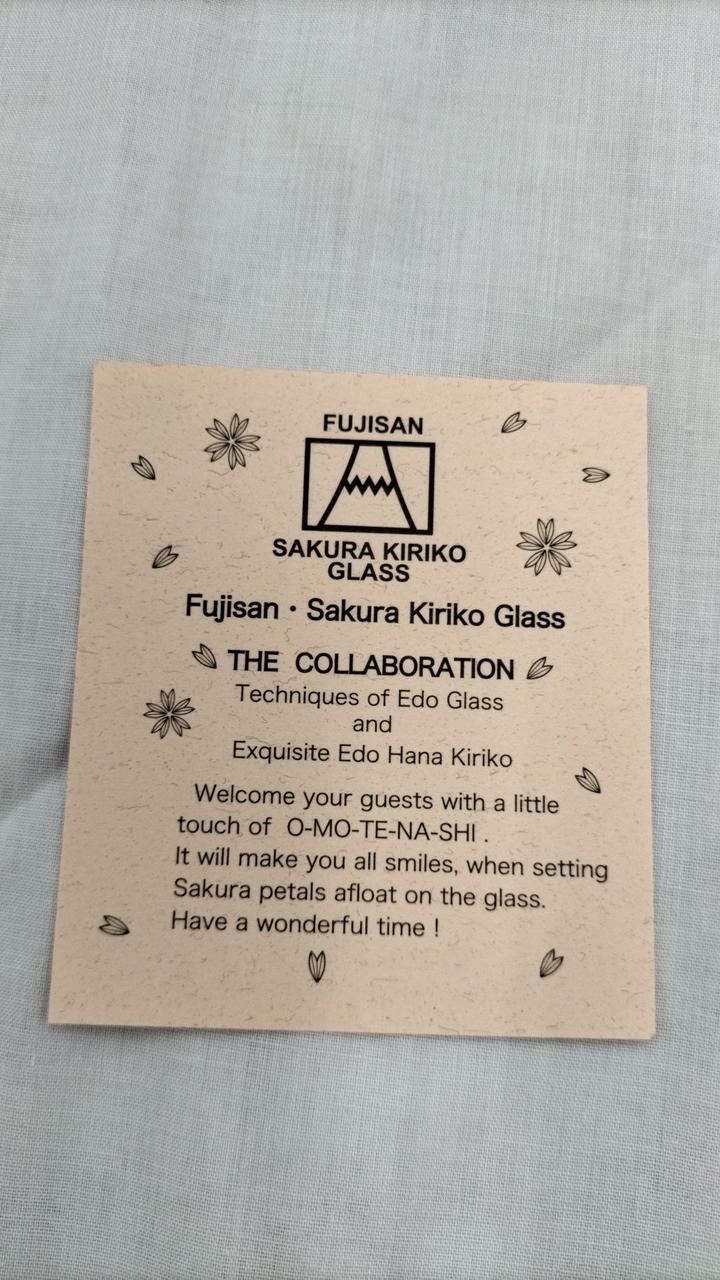 FUJISAN
SAKURA KIRIKO
GLASS
Fujisan・Sakura Kiriko Glass
THE COLLABORATION
Techniques of Edo Glass
and
Exquisite Edo Hana Kiriko
Welcome your guests with a little
touch of O-MO-TE-NA-SHI .
It will make you all smiles, when setting
Sakura petals afloat on the glass.
Have a wonderful time !